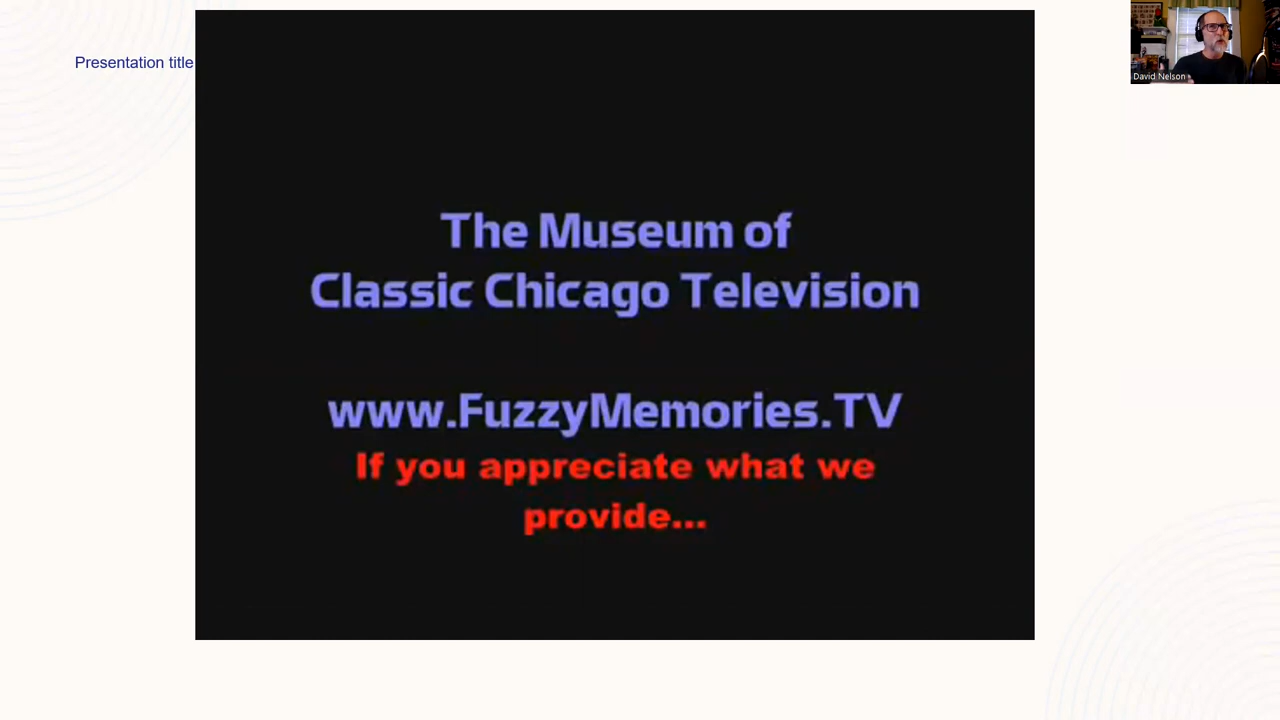 Presentation title
David Nelson
The Museum of
Classic Chicago Television
www.FuzzyMemories.TV
If you appreciate what we
provide...